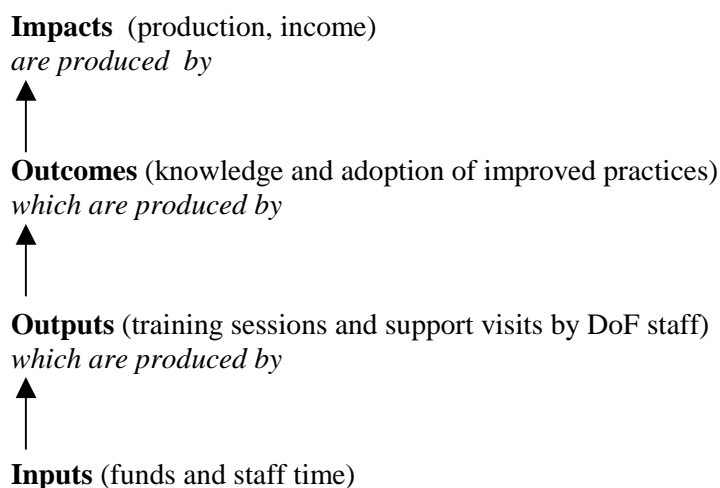 Impacts (production, income)
are produced by
Outcomes (knowledge and adoption of improved practices)
which are produced by
Outputs (training sessions and support visits by DoF staff)
which are produced by
Inputs (funds and staff time)